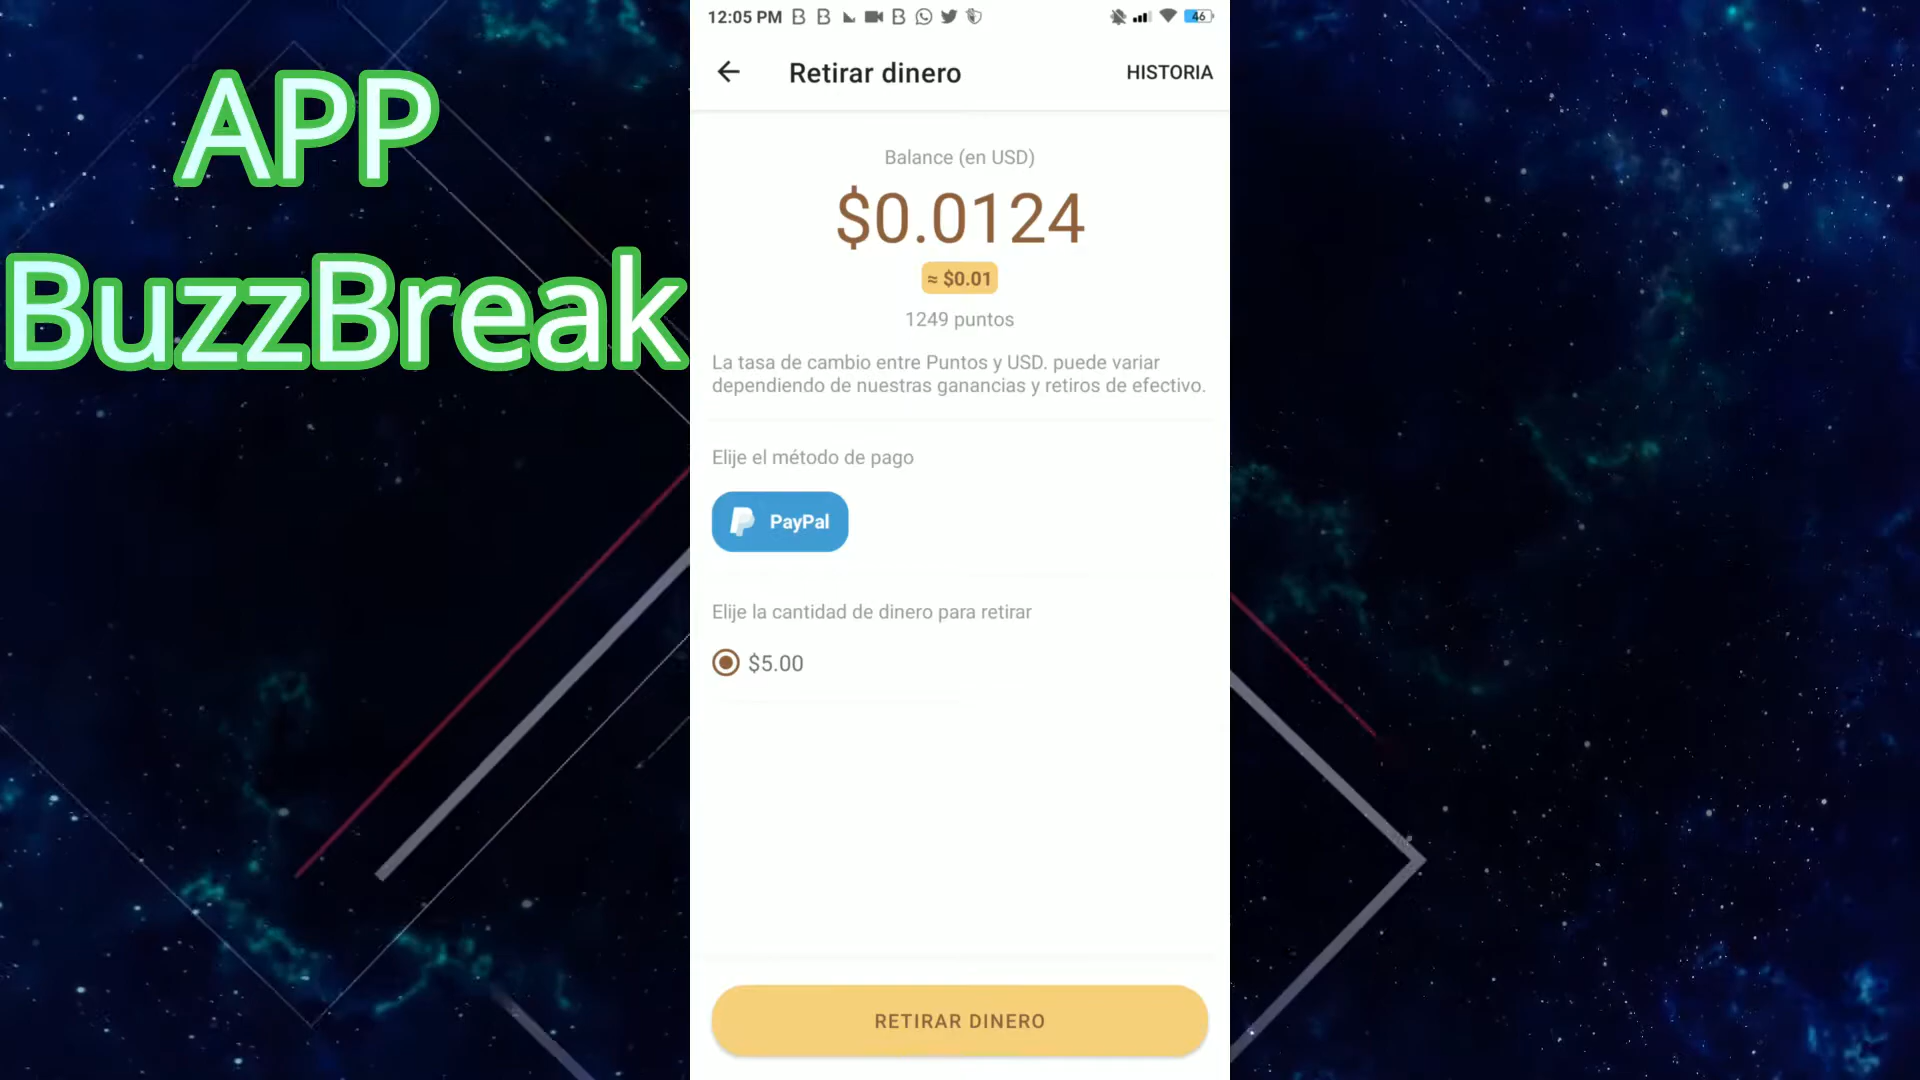 APP
BuzzBreak
12:05 PM
46
Retirar dinero
HISTORIA
Balance (en USD)
$0.0124
≈ $0.01
1249 puntos
La tasa de cambio entre Puntos y USD. puede variar
dependiendo de nuestras ganancias y retiros de efectivo.
Elije el método de pago
PayPal
Elije la cantidad de dinero para retirar
$5.00
RETIRAR DINERO